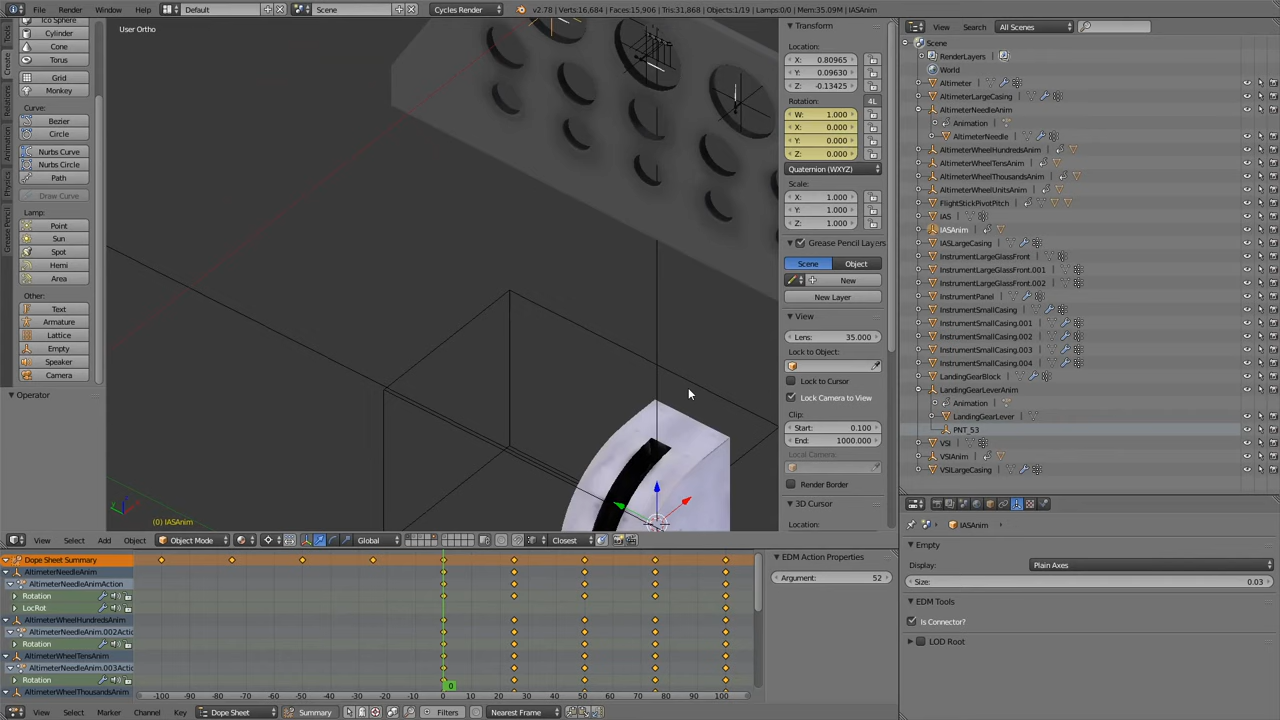 File Render Window Help Default Scene Cycles Render v2.78 | Verts:16,684 | Faces:15,906 | Tris:31,868 | Objects:1/19 | Lamps:0/0 | Mem:35.09M | IASAnim
Ico Sphere
Cylinder
Cone
Torus
Grid
Monkey
Curve:
Bezier
Circle
Nurbs Curve
Nurbs Circle
Path
Draw Curve
Lamp:
Point
Sun
Spot
Hemi
Area
Other:
Text
Armature
Lattice
Empty
Speaker
Camera
Operator
Tools
Create
Relations
Animation
Physics
Grease Pencil
User Ortho
(0) IASAnim
Transform
Location:
X: 0.80965
Y: 0.09630
Z: -0.13425
Rotation: 4L
W: 1.000
X: 0.000
Y: 0.000
Z: 0.000
Quaternion (WXYZ)
Scale:
X: 1.000
Y: 1.000
Z: 1.000
Grease Pencil Layers
Scene Object
New
New Layer
View
Lens: 35.000
Lock to Object:
Lock to Cursor
Lock Camera to View
Clip:
Start: 0.100
End: 1000.000
Local Camera:
Render Border
3D Cursor
Location:
View Search All Scenes
Scene
RenderLayers
World
Altimeter
AltimeterLargeCasing
AltimeterNeedleAnim
Animation
AltimeterNeedle
AltimeterWheelHundredsAnim
AltimeterWheelTensAnim
AltimeterWheelThousandsAnim
AltimeterWheelUnitsAnim
FlightStickPivotPitch
IAS
IASAnim
IASLargeCasing
InstrumentLargeGlassFront
InstrumentLargeGlassFront.001
InstrumentLargeGlassFront.002
InstrumentPanel
InstrumentSmallCasing
InstrumentSmallCasing.001
InstrumentSmallCasing.002
InstrumentSmallCasing.003
InstrumentSmallCasing.004
LandingGearBlock
LandingGearLeverAnim
Animation
LandingGearLever
PNT_53
VSI
VSIAnim
VSILargeCasing
View Select Add Object Object Mode Global Closest
Dope Sheet Summary
AltimeterNeedleAnim
AltimeterNeedleAnimAction
Rotation
LocRot
AltimeterWheelHundredsAnim
AltimeterNeedleAnim.002Actio
Rotation
AltimeterWheelTensAnim
AltimeterNeedleAnim.003Actio
Rotation
AltimeterWheelThousandsAnim
-100 -90 -80 -70 -60 -50 -40 -30 -20 -10 0 10 20 30 40 50 60 70 80 90 100
0
View Select Marker Channel Key Dope Sheet Summary Filters Nearest Frame
EDM Action Properties
Argument: 52
IASAnim
Empty
Display: Plain Axes
Size: 0.03
EDM Tools
Is Connector?
LOD Root